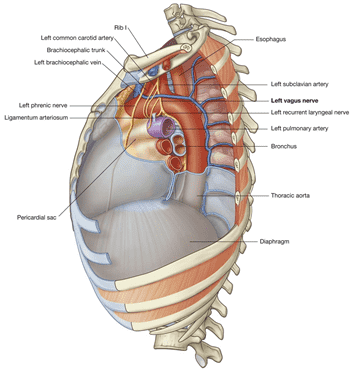 Rib I
Left common carotid artery
Brachiocephalic trunk
Left brachiocephalic vein
Left phrenic nerve
Ligamentum arteriosum
Pericardial sac
Esophagus
Left subclavian artery
Left vagus nerve
Left recurrent laryngeal nerve
Left pulmonary artery
Bronchus
Thoracic aorta
Diaphragm